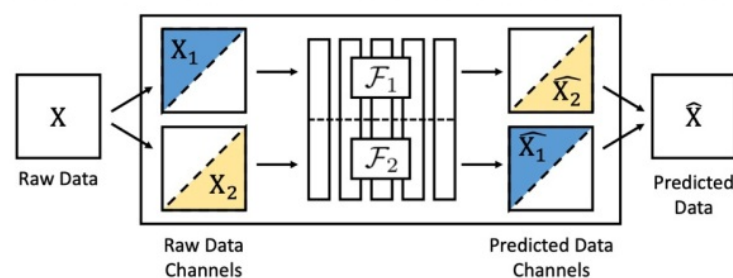 X
Raw Data
X₁
X₂
Raw Data
Channels
ℱ₁
ℱ₂
X̂₂
X̂₁
Predicted Data
Channels
X̂
Predicted
Data